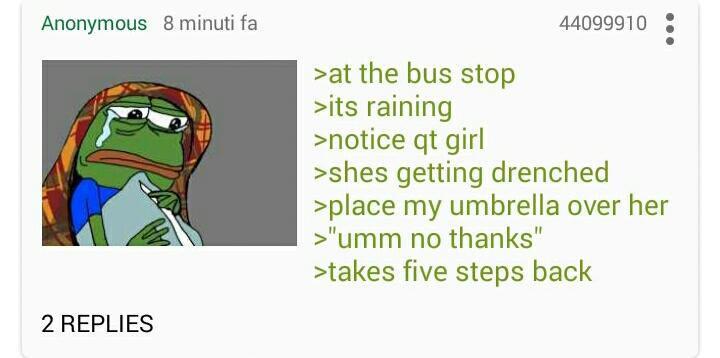 Anonymous 8 minuti fa 44099910
>at the bus stop
>its raining
>notice qt girl
>shes getting drenched
>place my umbrella over her
>"umm no thanks"
>takes five steps back
2 REPLIES